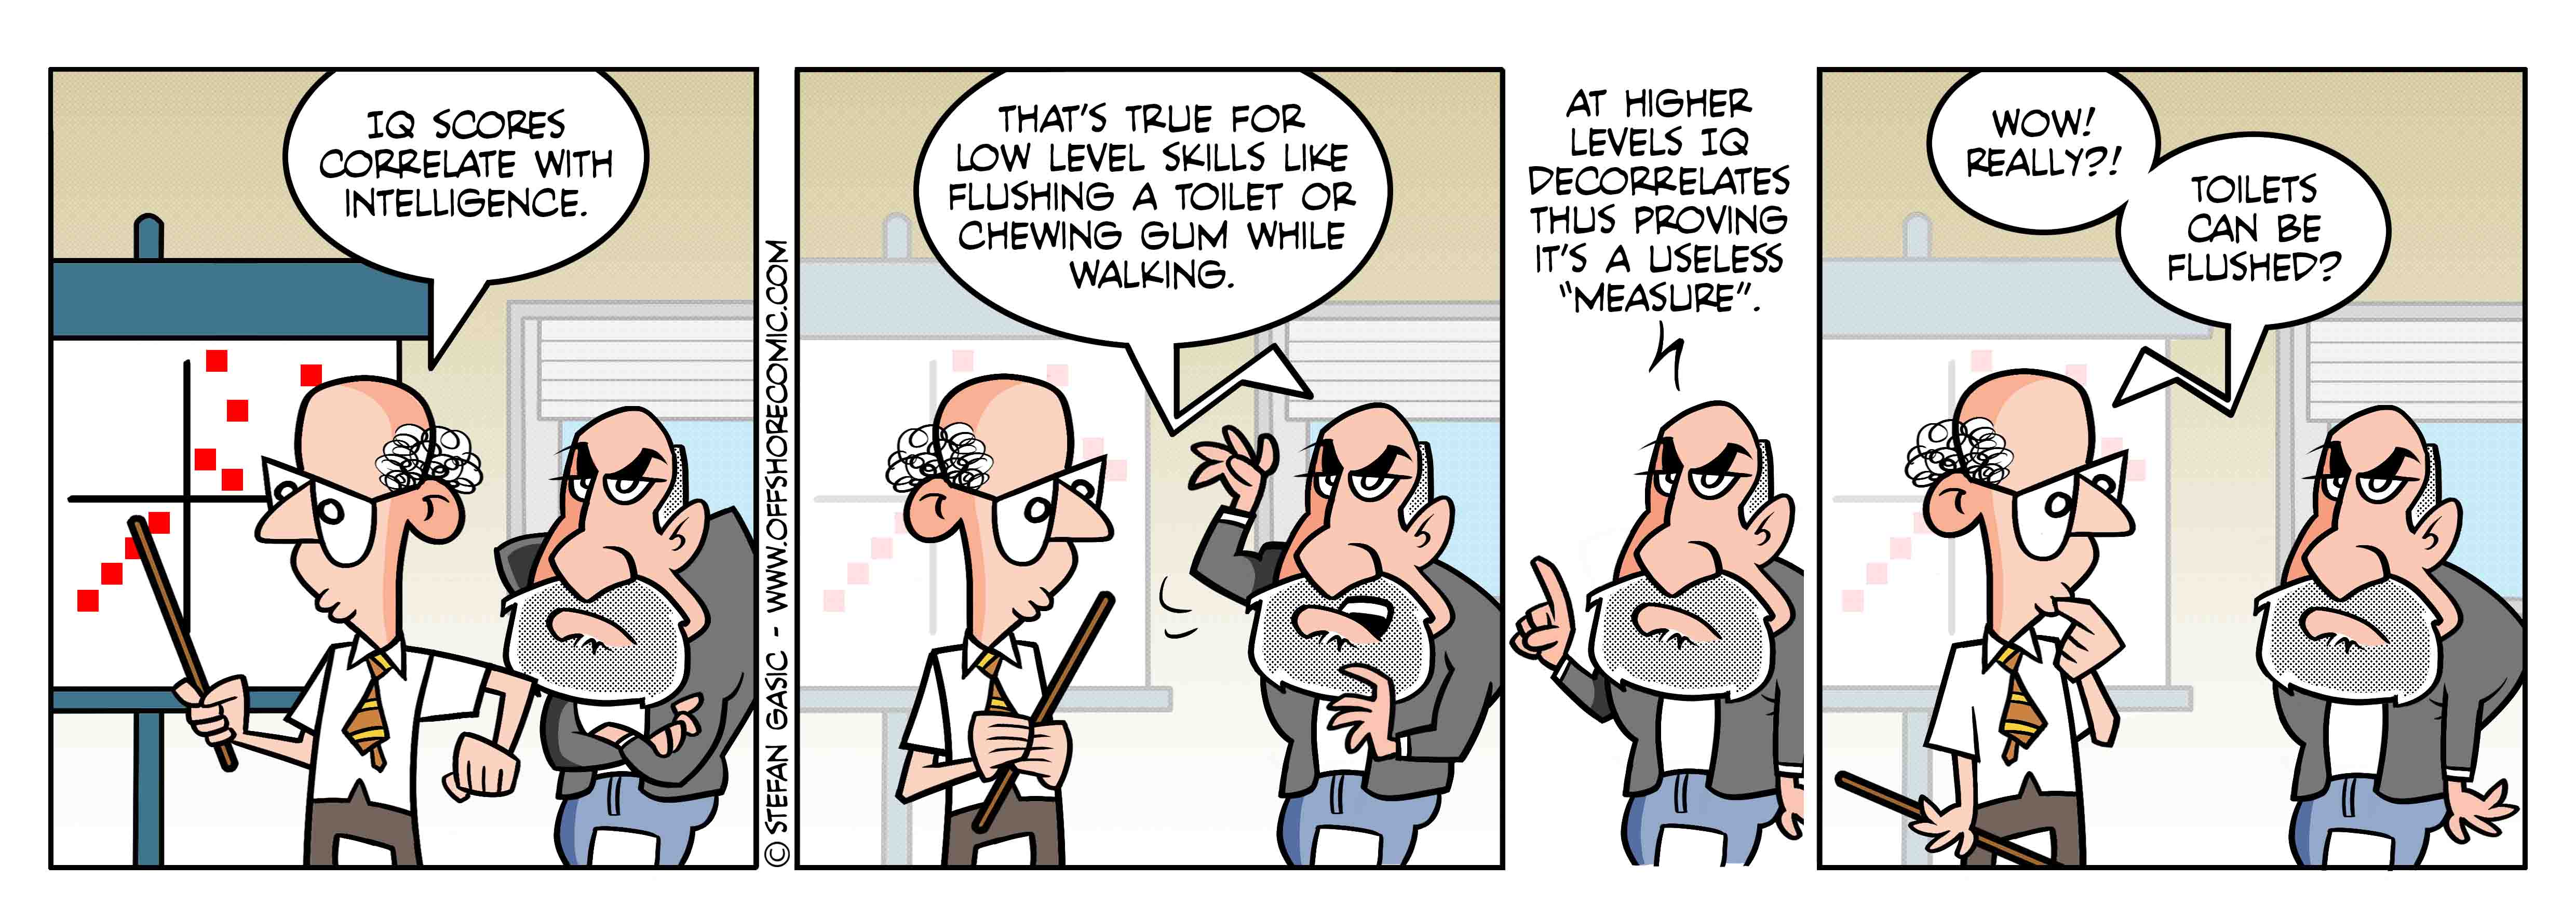 IQ SCORES
CORRELATE WITH
INTELLIGENCE.
© STEFAN GASIC - WWW.OFFSHORECOMIC.COM
THAT'S TRUE FOR
LOW LEVEL SKILLS LIKE
FLUSHING A TOILET OR
CHEWING GUM WHILE
WALKING.
AT HIGHER
LEVELS IQ
DECORRELATES
THUS PROVING
IT'S A USELESS
"MEASURE".
WOW!
REALLY?!
TOILETS
CAN BE
FLUSHED?